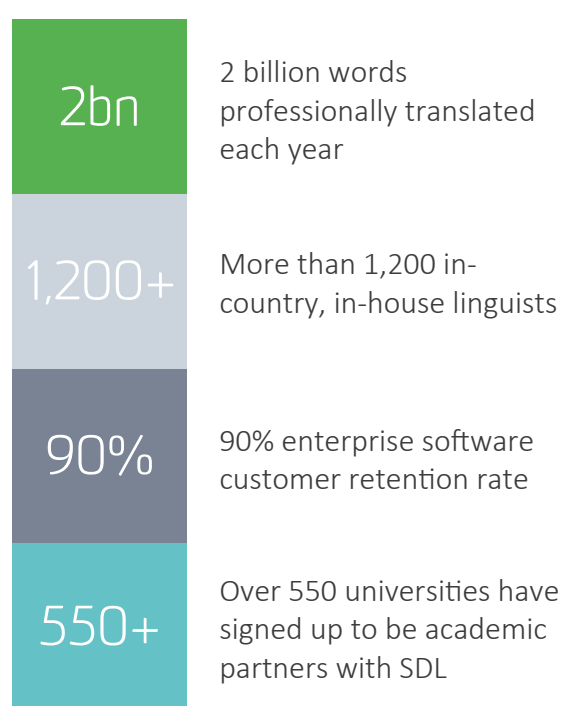 2bn
2 billion words
professionally translated
each year
1,200+
More than 1,200 in-
country, in-house linguists
90%
90% enterprise software
customer retention rate
550+
Over 550 universities have
signed up to be academic
partners with SDL